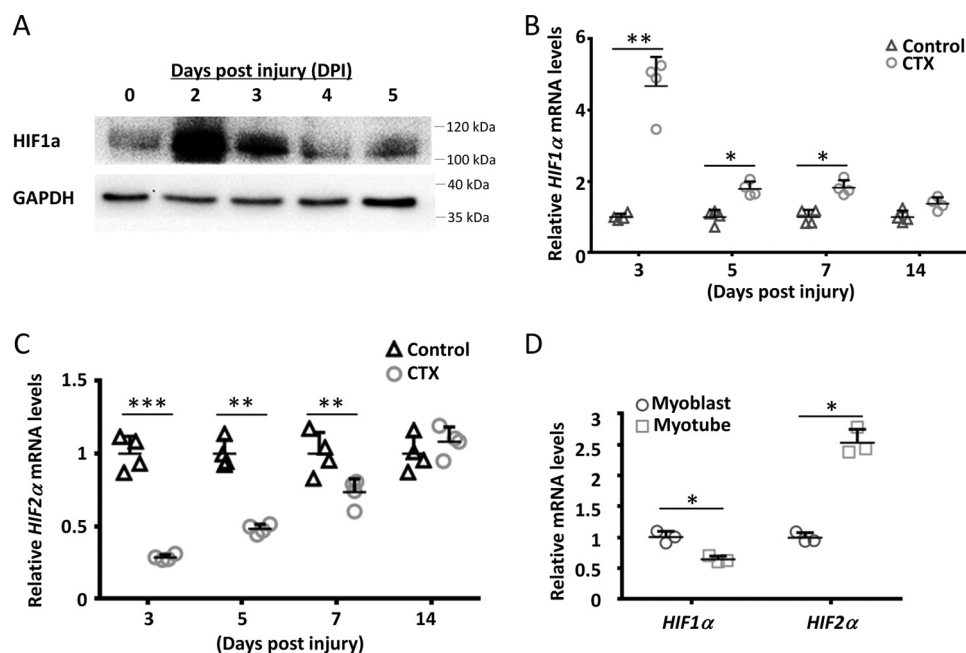 A
Days post injury (DPI)
0 2 3 4 5
HIF1a
120 kDa
100 kDa
GAPDH
40 kDa
35 kDa
B
Control
CTX
Relative HIF1α mRNA levels
6
4
2
0
**
*
*
3 5 7 14
(Days post injury)
C
Control
CTX
Relative HIF2α mRNA levels
1.5
1
0.5
0
***
**
**
3 5 7 14
(Days post injury)
D
Myoblast
Myotube
Relative mRNA levels
3
2.5
2
1.5
1
0.5
0
*
*
HIF1α HIF2α